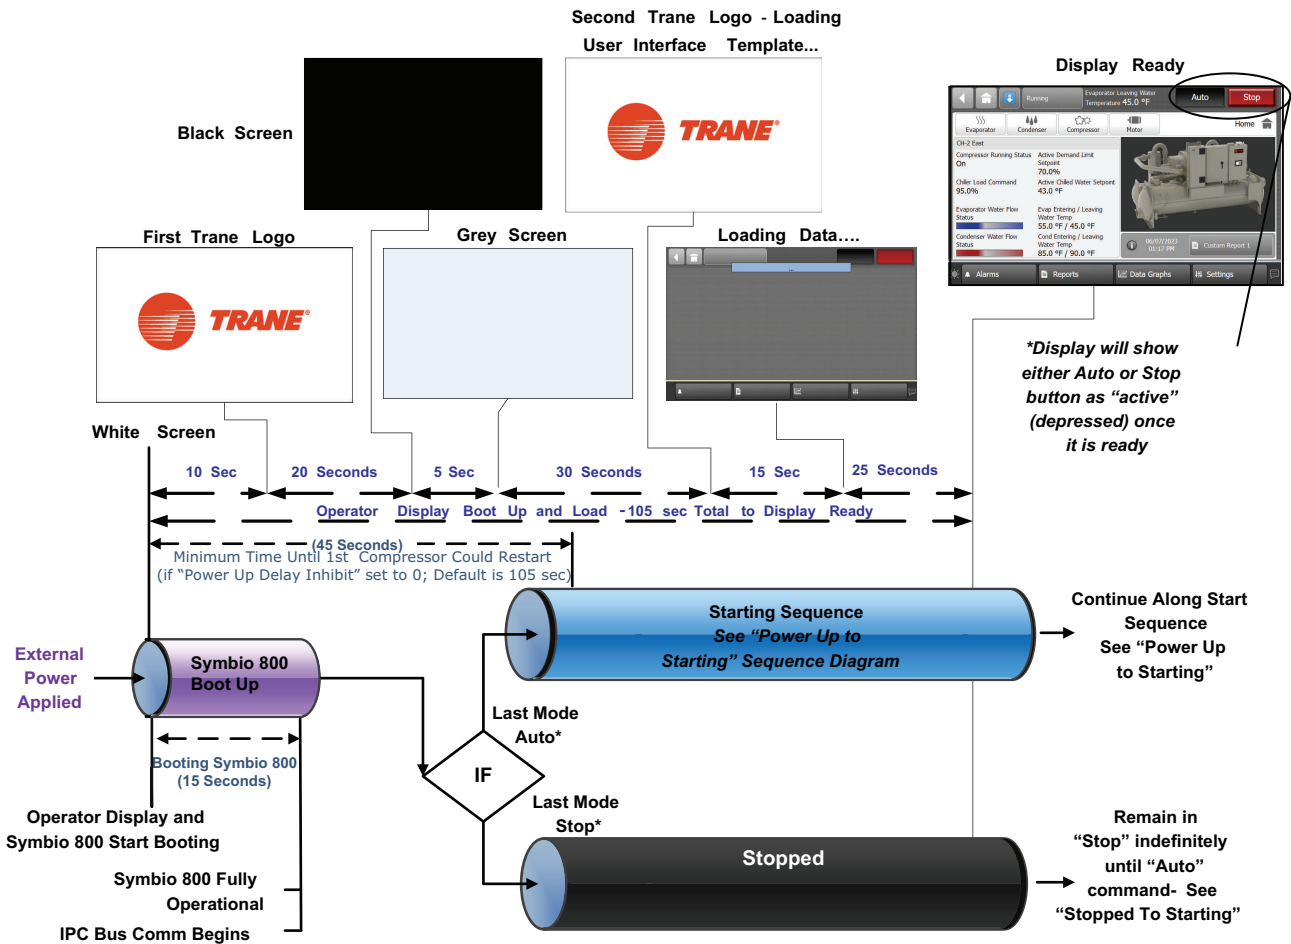 Second Trane Logo - Loading
User Interface Template...
Display Ready
Black Screen
TRANE®
Running
Evaporator Leaving Water
Temperature 45.0 °F
Auto
Stop
Evaporator
Condenser
Compressor
Motor
Home
CH-2 East
Compressor Running Status
On
Active Demand Limit
Setpoint
70.0%
Chiller Load Command
95.0%
Active Chilled Water Setpoint
43.0 °F
Evaporator Water Flow
Status
Evap Entering / Leaving
Water Temp
55.0 °F / 45.0 °F
Condenser Water Flow
Status
Cond Entering / Leaving
Water Temp
85.0 °F / 90.0 °F
06/07/2023
01:17 PM
Custom Report 1
Alarms
Reports
Data Graphs
Settings
First Trane Logo
Grey Screen
Loading Data....
TRANE®
...
*Display will show
either Auto or Stop
button as “active”
(depressed) once
it is ready
White Screen
10 Sec
20 Seconds
5 Sec
30 Seconds
15 Sec
25 Seconds
Operator Display Boot Up and Load -105 sec Total to Display Ready
(45 Seconds)
Minimum Time Until 1st Compressor Could Restart
(if “Power Up Delay Inhibit” set to 0; Default is 105 sec)
Starting Sequence
See “Power Up to
Starting” Sequence Diagram
Continue Along Start
Sequence
See “Power Up
to Starting”
External
Power
Applied
Symbio 800
Boot Up
Last Mode
Auto*
IF
Booting Symbio 800
(15 Seconds)
Last Mode
Stop*
Operator Display and
Symbio 800 Start Booting
Stopped
Remain in
“Stop” indefinitely
until “Auto”
command- See
“Stopped To Starting”
Symbio 800 Fully
Operational
IPC Bus Comm Begins